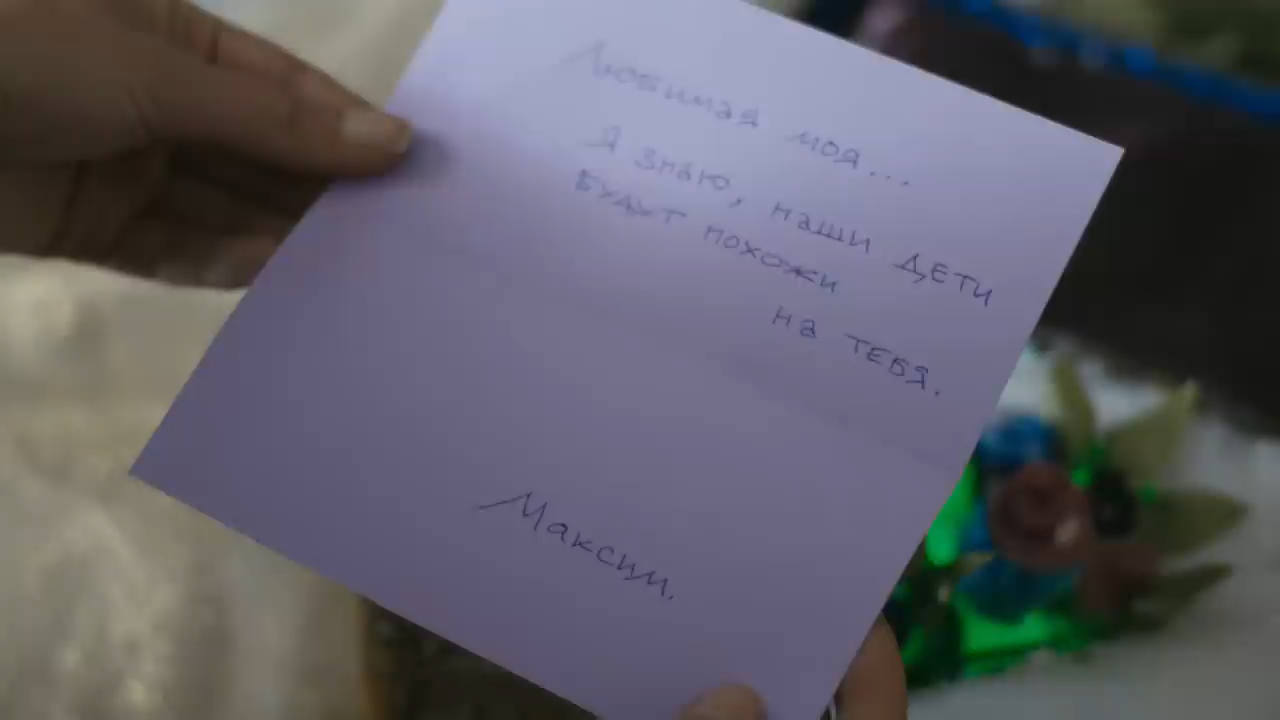 Любимая моя...
Я знаю, наши дети
будут похожи
на тебя.
Максим.